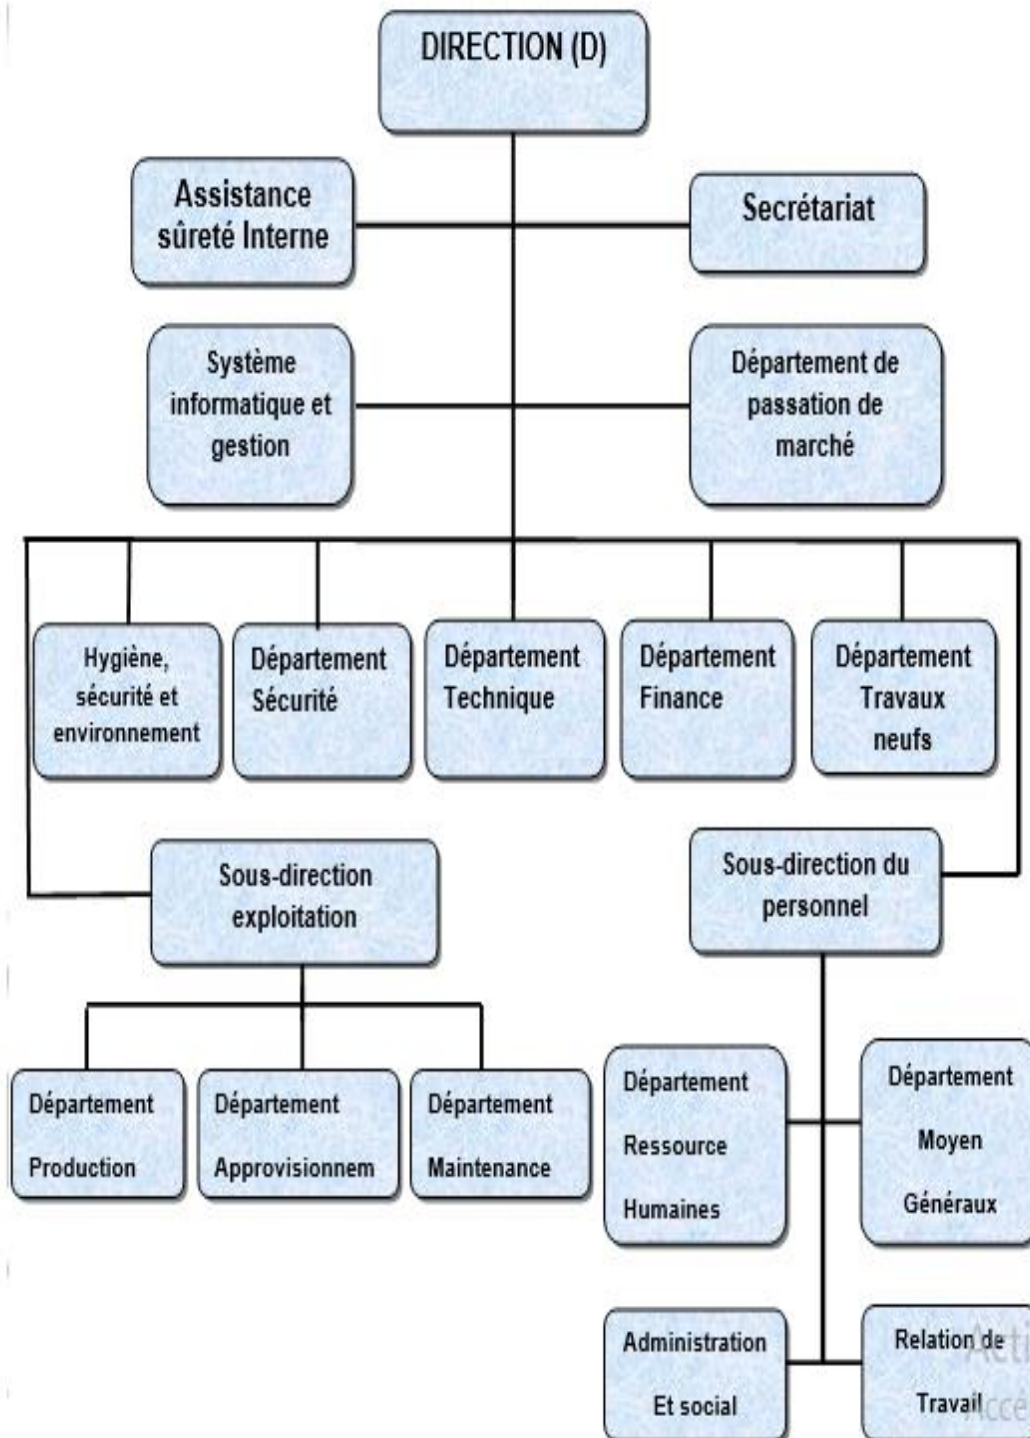 DIRECTION (D)
Assistance
sûreté Interne
Secrétariat
Système
informatique et
gestion
Département de
passation de
marché
Hygiène,
sécurité et
environnement
Département
Sécurité
Département
Technique
Département
Finance
Département
Travaux
neufs
Sous-direction
exploitation
Sous-direction du
personnel
Département
Production
Département
Approvisionnem
Département
Maintenance
Département
Ressource
Humaines
Département
Moyen
Généraux
Administration
Et social
Relation de
Travail
Acti
Accé